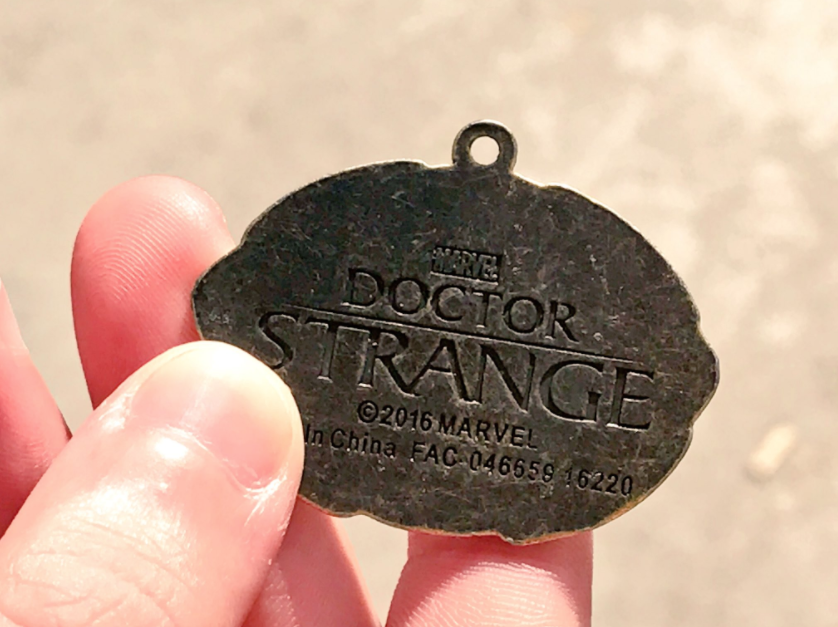 MARVEL
DOCTOR
STRANGE
©2016 MARVEL
In China FAC-046659 16220